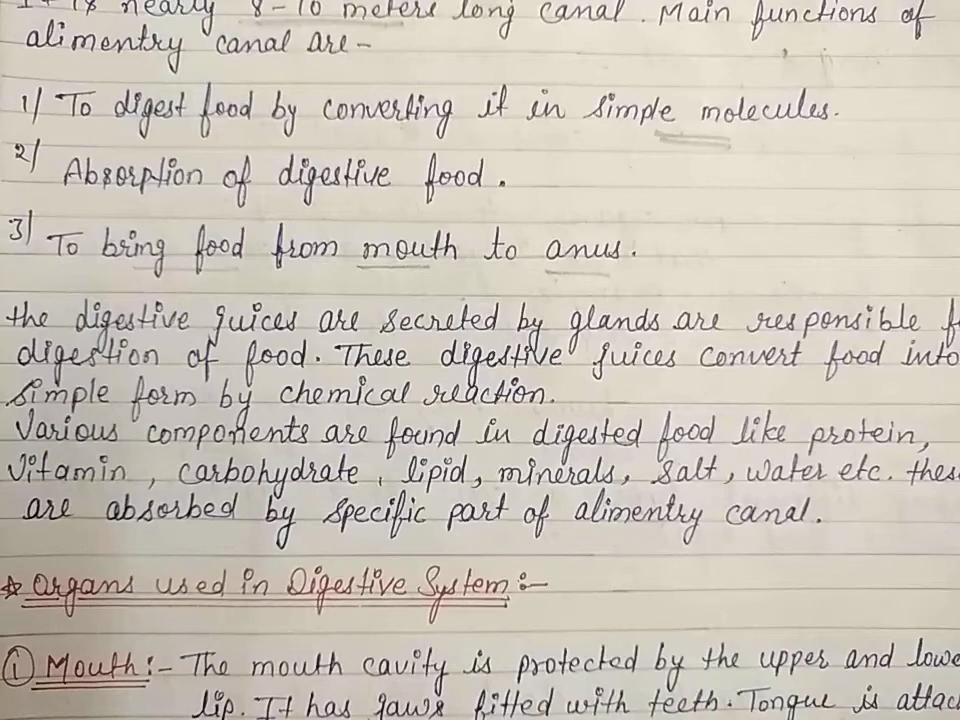 It is nearly 8-10 meters long canal. Main functions of
alimentry canal are -
1) To digest food by converting it in simple molecules.
2) Absorption of digestive food.
3) To bring food from mouth to anus.
the digestive juices are secreted by glands are responsible f
digestion of food. These digestive juices convert food into
simple form by chemical reaction.
Various components are found in digested food like protein,
vitamin, carbohydrate, lipid, minerals, salt, water etc. thes
are absorbed by specific part of alimentry canal.
* Organs used in Digestive System :-
① Mouth :- The mouth cavity is protected by the upper and lowe
lip. It has jaws fitted with teeth. Tongue is attac